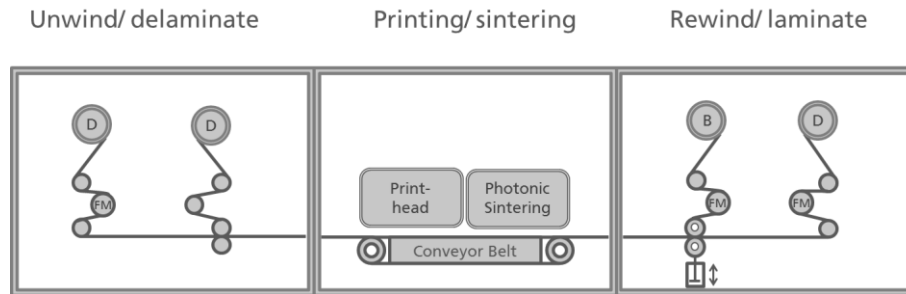 Unwind/ delaminate
Printing/ sintering
Rewind/ laminate
D
D
FM
Print-
head
Photonic
Sintering
Conveyor Belt
B
D
FM
FM